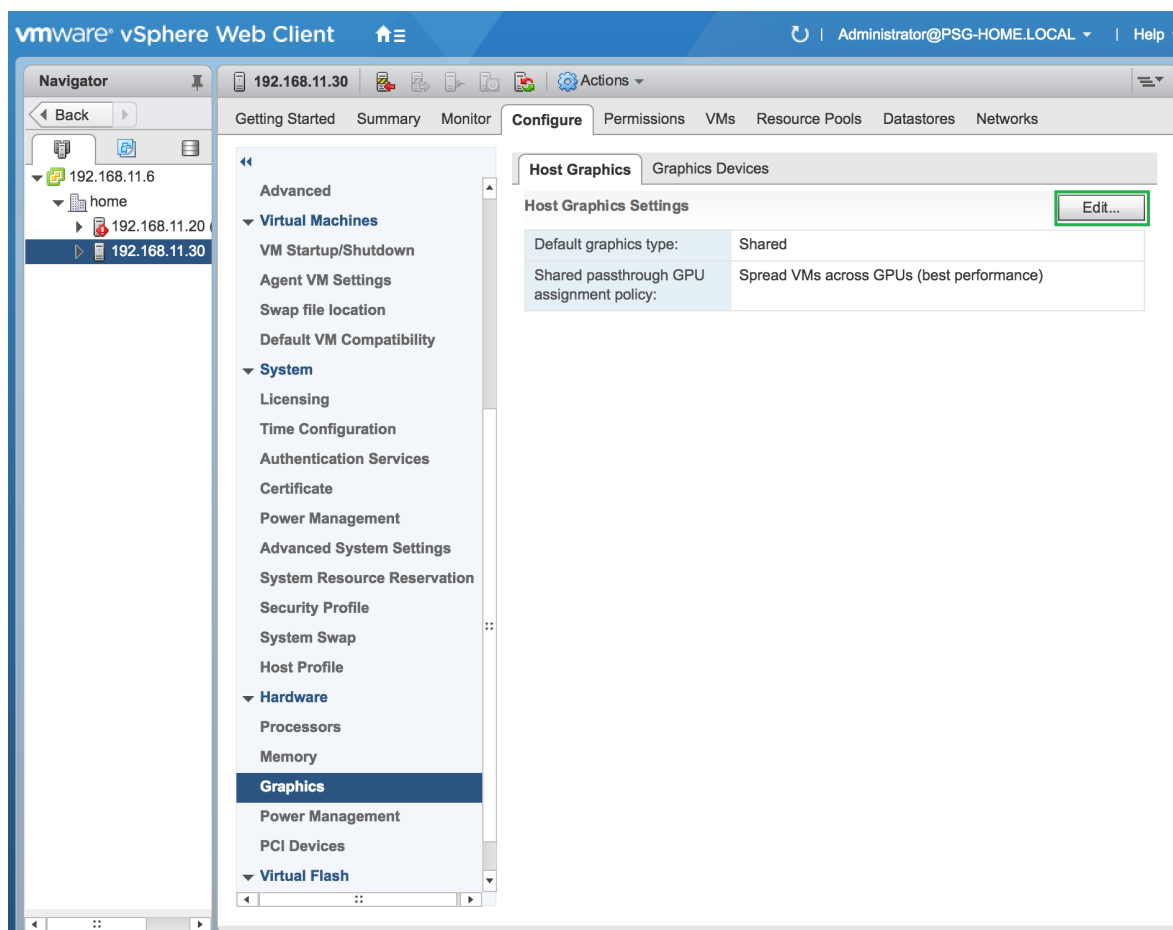 vmware® vSphere Web Client
Administrator@PSG-HOME.LOCAL
Help
Navigator
Back
192.168.11.6
home
192.168.11.20 (
192.168.11.30
192.168.11.30
Actions
Getting Started
Summary
Monitor
Configure
Permissions
VMs
Resource Pools
Datastores
Networks
Advanced
Virtual Machines
VM Startup/Shutdown
Agent VM Settings
Swap file location
Default VM Compatibility
System
Licensing
Time Configuration
Authentication Services
Certificate
Power Management
Advanced System Settings
System Resource Reservation
Security Profile
System Swap
Host Profile
Hardware
Processors
Memory
Graphics
Power Management
PCI Devices
Virtual Flash
Host Graphics
Graphics Devices
Host Graphics Settings
Edit...
Default graphics type:
Shared
Shared passthrough GPU
assignment policy:
Spread VMs across GPUs (best performance)